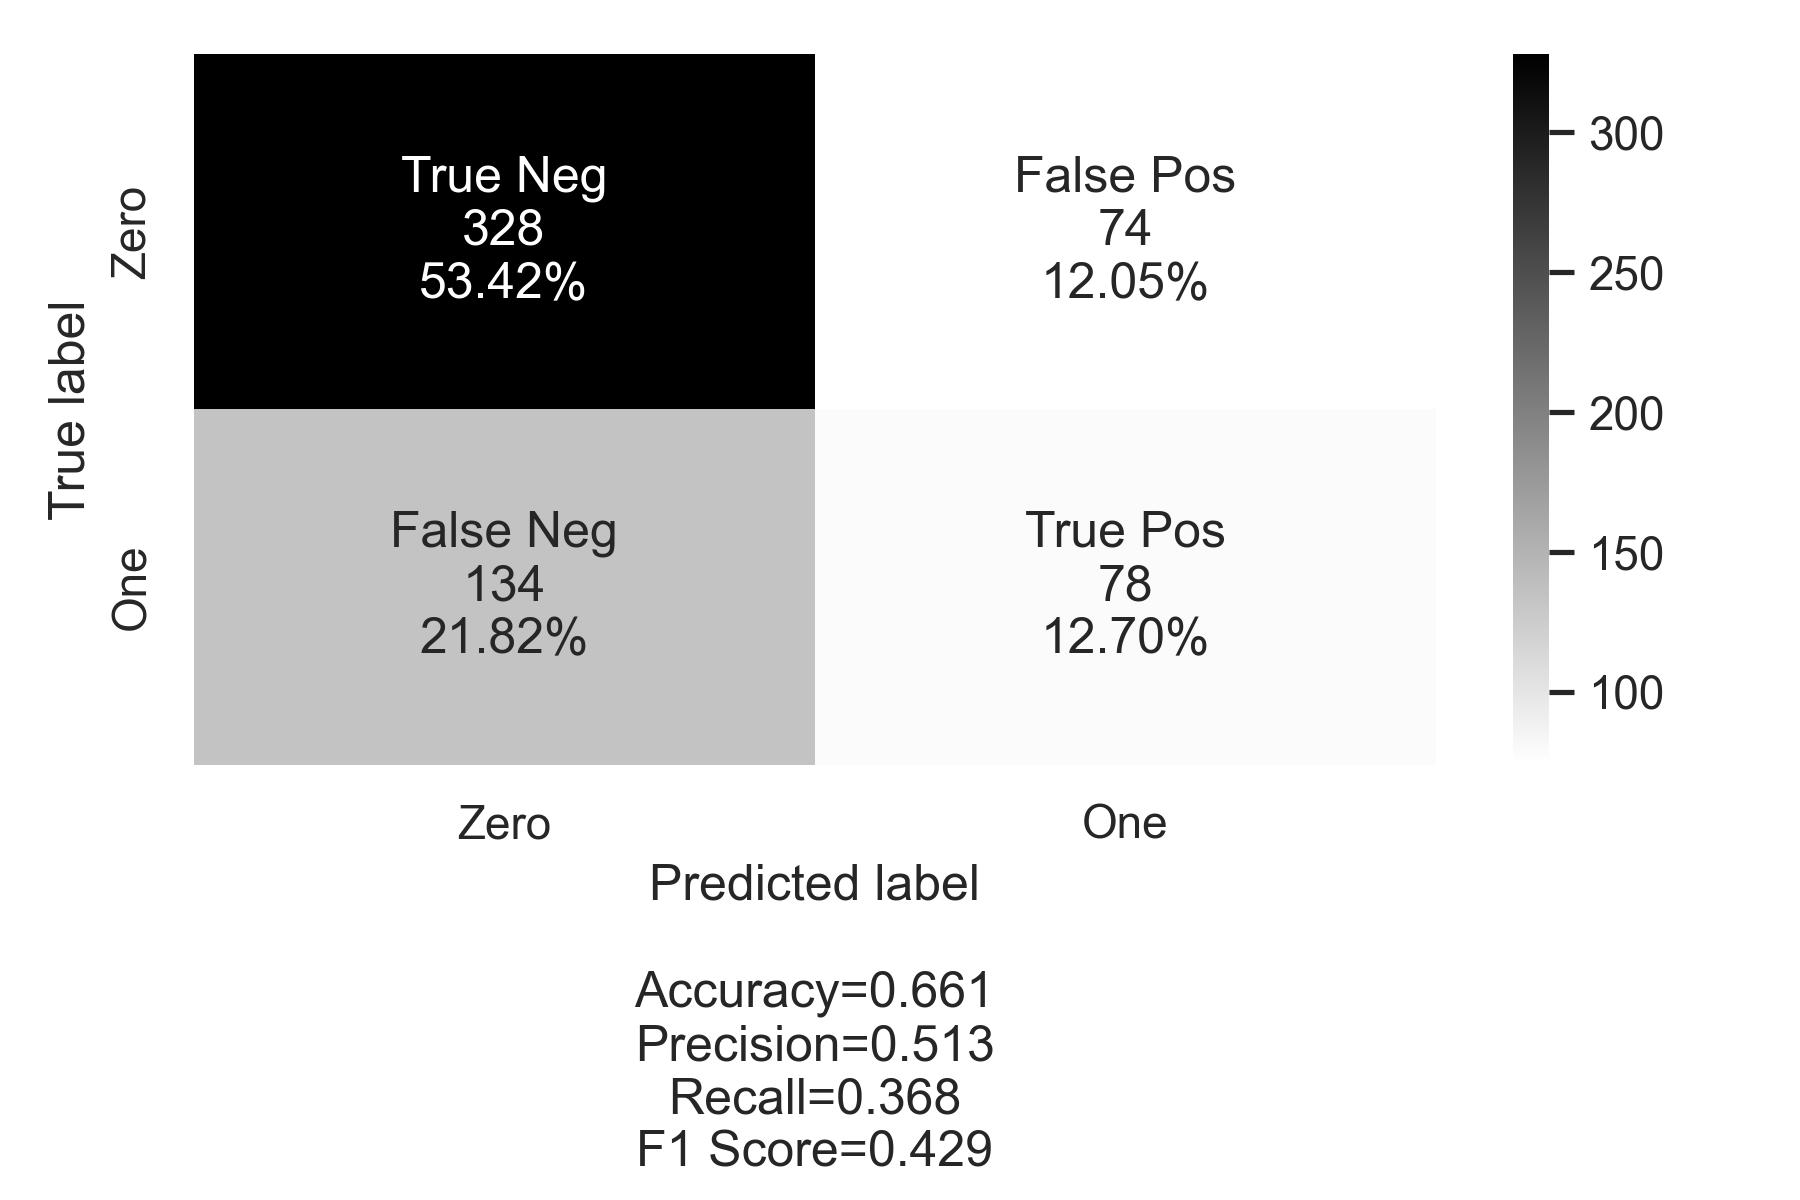 True Neg
328
53.42%
False Pos
74
12.05%
False Neg
134
21.82%
True Pos
78
12.70%
True label
Zero
One
Zero
One
Predicted label
Accuracy=0.661
Precision=0.513
Recall=0.368
F1 Score=0.429
300
250
200
150
100